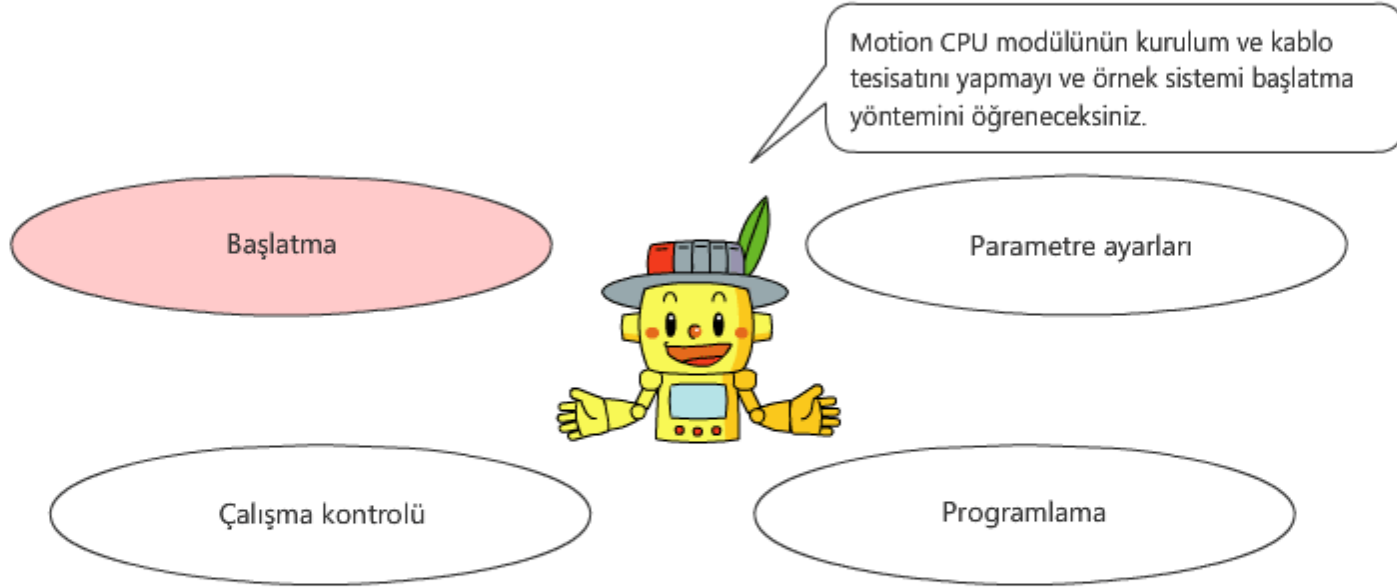 Motion CPU modülünün kurulum ve kablo
tesisatını yapmayı ve örnek sistemi başlatma
yöntemini öğreneceksiniz.
Başlatma
Parametre ayarları
Çalışma kontrolü
Programlama